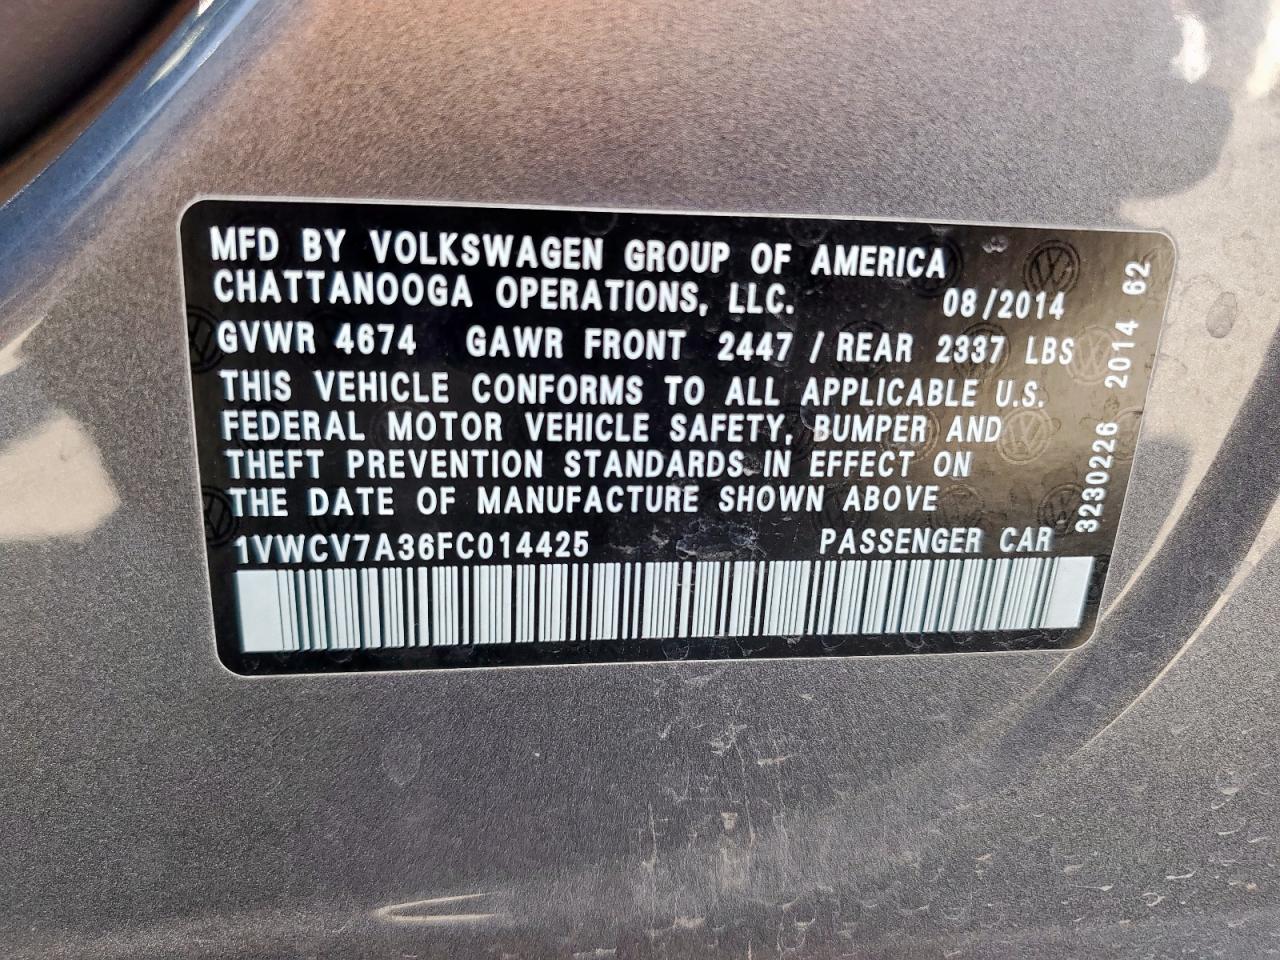 MFD BY VOLKSWAGEN GROUP OF AMERICA
CHATTANOOGA OPERATIONS, LLC. 08/2014
GVWR 4674 GAWR FRONT 2447 / REAR 2337 LBS
THIS VEHICLE CONFORMS TO ALL APPLICABLE U.S.
FEDERAL MOTOR VEHICLE SAFETY, BUMPER AND
THEFT PREVENTION STANDARDS IN EFFECT ON
THE DATE OF MANUFACTURE SHOWN ABOVE
1VWCV7A36FC014425 PASSENGER CAR
3230226 2014 62